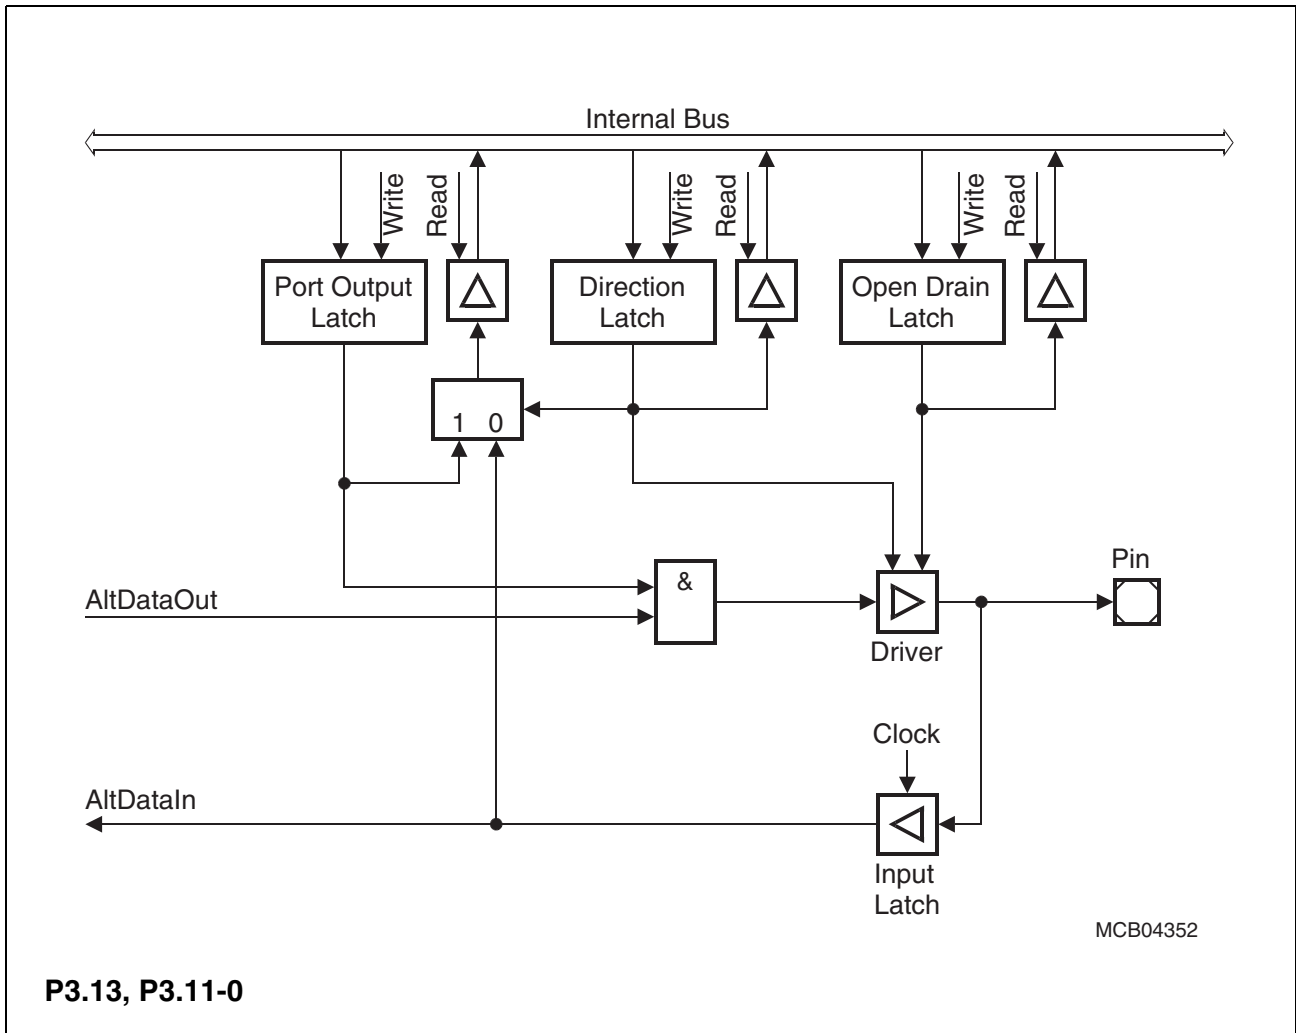 Internal Bus
Write
Read
Write
Read
Write
Read
Port Output
Latch
Direction
Latch
Open Drain
Latch
1 0
&
Pin
AltDataOut
Driver
Clock
AltDataIn
Input
Latch
MCB04352
P3.13, P3.11-0